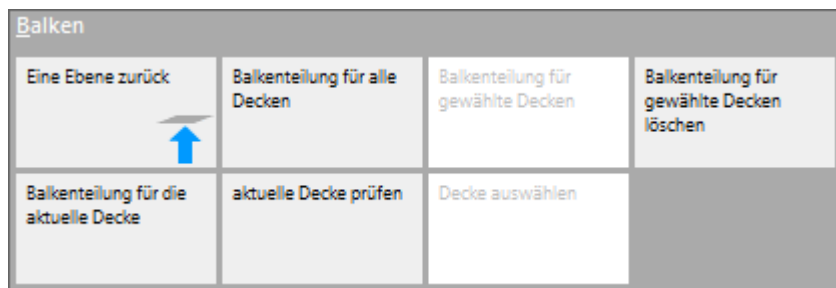 Balken
Eine Ebene zurück
Balkenteilung für alle
Decken
Balkenteilung für
gewählte Decken
Balkenteilung für
gewählte Decken
löschen
Balkenteilung für die
aktuelle Decke
aktuelle Decke prüfen
Decke auswählen